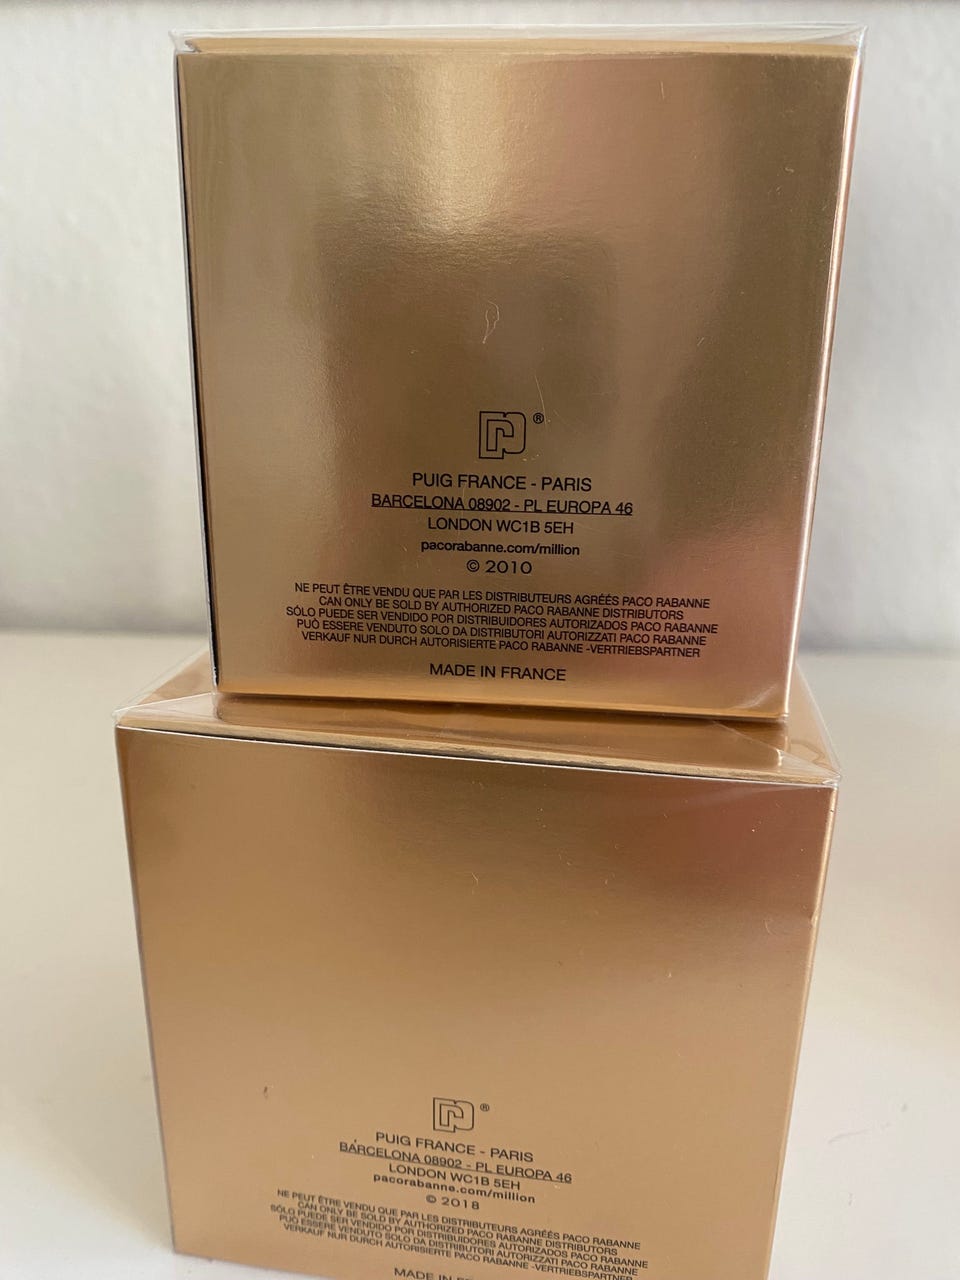 ®
PUIG FRANCE - PARIS
BARCELONA 08902 - PL EUROPA 46
LONDON WC1B 5EH
pacorabanne.com/million
© 2010
NE PEUT ÊTRE VENDU QUE PAR LES DISTRIBUTEURS AGRÉÉS PACO RABANNE
CAN ONLY BE SOLD BY AUTHORIZED PACO RABANNE DISTRIBUTORS
SÓLO PUEDE SER VENDIDO POR DISTRIBUIDORES AUTORIZADOS PACO RABANNE
PUÒ ESSERE VENDUTO SOLO DA DISTRIBUTORI AUTORIZZATI PACO RABANNE
VERKAUF NUR DURCH AUTORISIERTE PACO RABANNE -VERTRIEBSPARTNER
MADE IN FRANCE
®
PUIG FRANCE - PARIS
BARCELONA 08902 - PL EUROPA 46
LONDON WC1B 5EH
pacorabanne.com/million
© 2018
NE PEUT ÊTRE VENDU QUE PAR LES DISTRIBUTEURS AGRÉÉS PACO RABANNE
CAN ONLY BE SOLD BY AUTHORIZED PACO RABANNE DISTRIBUTORS
SÓLO PUEDE SER VENDIDO POR DISTRIBUIDORES AUTORIZADOS PACO RABANNE
PUÒ ESSERE VENDUTO SOLO DA DISTRIBUTORI AUTORIZZATI PACO RABANNE
VERKAUF NUR DURCH AUTORISIERTE PACO RABANNE -VERTRIEBSPARTNER
MADE IN